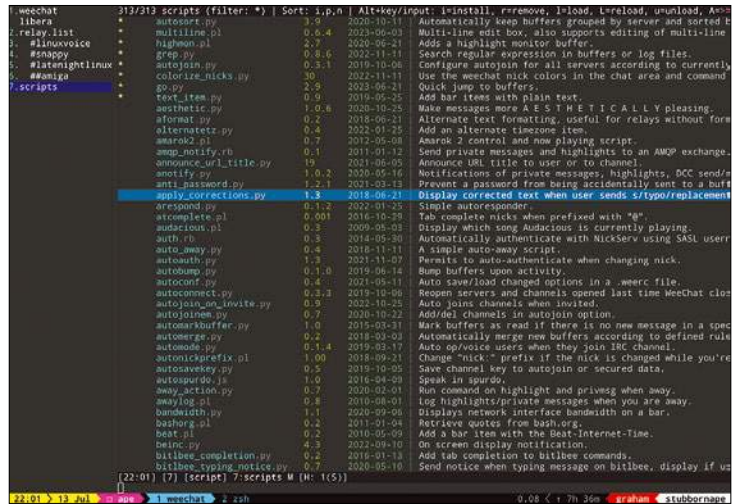 1.weechat
libera
2.relay.list
3. #linuxvoice
4. #snappy
5. #latenightlinux
6. ##amiga
7.scripts
313/313 scripts (filter: *) | Sort: i,p,n | Alt+key/input: i=install, r=remove, l=load, L=reload, u=unload, A=>>
* autosort.py 3.9 2020-10-11 | Automatically keep buffers grouped by server and sorted b
* multiline.pl 0.6.4 2023-06-03 | Multi-line edit box, also supports editing of multi-line
* highmon.pl 2.7 2020-06-21 | Adds a highlight monitor buffer.
* grep.py 0.8.6 2022-11-11 | Search regular expression in buffers or log files.
* autojoin.py 0.3.1 2019-10-06 | Configure autojoin for all servers according to currently
* colorize_nicks.py 30 2022-11-11 | Use the weechat nick colors in the chat area and command
* go.py 2.9 2023-06-21 | Quick jump to buffers.
* text_item.py 0.9 2019-05-25 | Add bar items with plain text.
aesthetic.py 1.0.6 2020-10-25 | Make messages more A E S T H E T I C A L L Y pleasing.
aformat.py 0.2 2018-06-21 | Alternate text formatting, useful for relays without form
alternatetz.py 0.4 2022-01-25 | Add an alternate timezone item.
amarok2.pl 0.7 2012-05-08 | Amarok 2 control and now playing script.
amqp_notify.rb 0.1 2011-01-12 | Send private messages and highlights to an AMQP exchange.
announce_url_title.py 19 2021-06-05 | Announce URL title to user or to channel.
anotify.py 1.0.2 2020-05-16 | Notifications of private messages, highlights, DCC send/
anti_password.py 1.2.1 2021-03-13 | Prevent a password from being accidentally sent to a buff
apply_corrections.py 1.3 2018-06-21 | Display corrected text when user sends s/typo/replacement
arespond.py 0.1.2 2022-01-25 | Simple autoresponder.
atcomplete.pl 0.001 2016-10-29 | Tab complete nicks when prefixed with "@".
audacious.pl 0.3 2009-05-03 | Display which song Audacious is currently playing.
auth.rb 0.3 2014-05-30 | Automatically authenticate with NickServ using SASL usern
auto_away.py 0.4 2018-11-11 | A simple auto-away script.
autoauth.py 1.3 2021-11-07 | Permits to auto-authenticate when changing nick.
autobump.py 0.1.0 2019-06-14 | Bump buffers upon activity.
autoconf.py 0.4 2021-05-11 | Auto save/load changed options in a .weerc file.
autoconnect.py 0.3.3 2019-10-06 | Reopen servers and channels opened last time WeeChat clos
autojoin_on_invite.py 0.9 2022-10-25 | Auto joins channels when invited.
autojoinem.py 0.7 2020-10-22 | Add/del channels in autojoin option.
automarkbuffer.py 1.0 2015-03-31 | Mark buffers as read if there is no new message in a spec
automerge.py 0.2 2018-03-03 | Automatically merge new buffers according to defined rule
automode.py 0.1.4 2019-03-17 | Auto op/voice users when they join IRC channel.
autonickprefix.pl 1.00 2018-09-21 | Change "nick:" prefix if the nick is changed while you're
autosavekey.py 0.5 2019-10-05 | Save channel key to autojoin or secured data.
autospurdo.js 1.0 2016-04-09 | Speak in spurdo.
away_action.py 0.7 2020-02-01 | Run command on highlight and privmsg when away.
awaylog.pl 0.8 2010-08-01 | Log highlights/private messages when you are away.
bandwidth.py 1.1 2020-09-06 | Displays network interface bandwidth on a bar.
bashorg.pl 0.2 2011-01-04 | Retrieve quotes from bash.org.
beat.pl 0.2 2010-05-09 | Add a bar item with the Beat-Internet-Time.
beinc.py 4.3 2022-09-10 | On screen display notification.
bitlbee_completion.py 0.2 2016-01-13 | Add tab completion to bitlbee commands.
bitlbee_typing_notice.py 0.7 2020-05-16 | Send notice when typing message on bitlbee, display if us
[22:01] [7] [script] 7:scripts M [H: 1(5)]
22:01 13 Jul ape 1 weechat 2 zsh 0.08 ↑ 7h 36m graham stubbornape